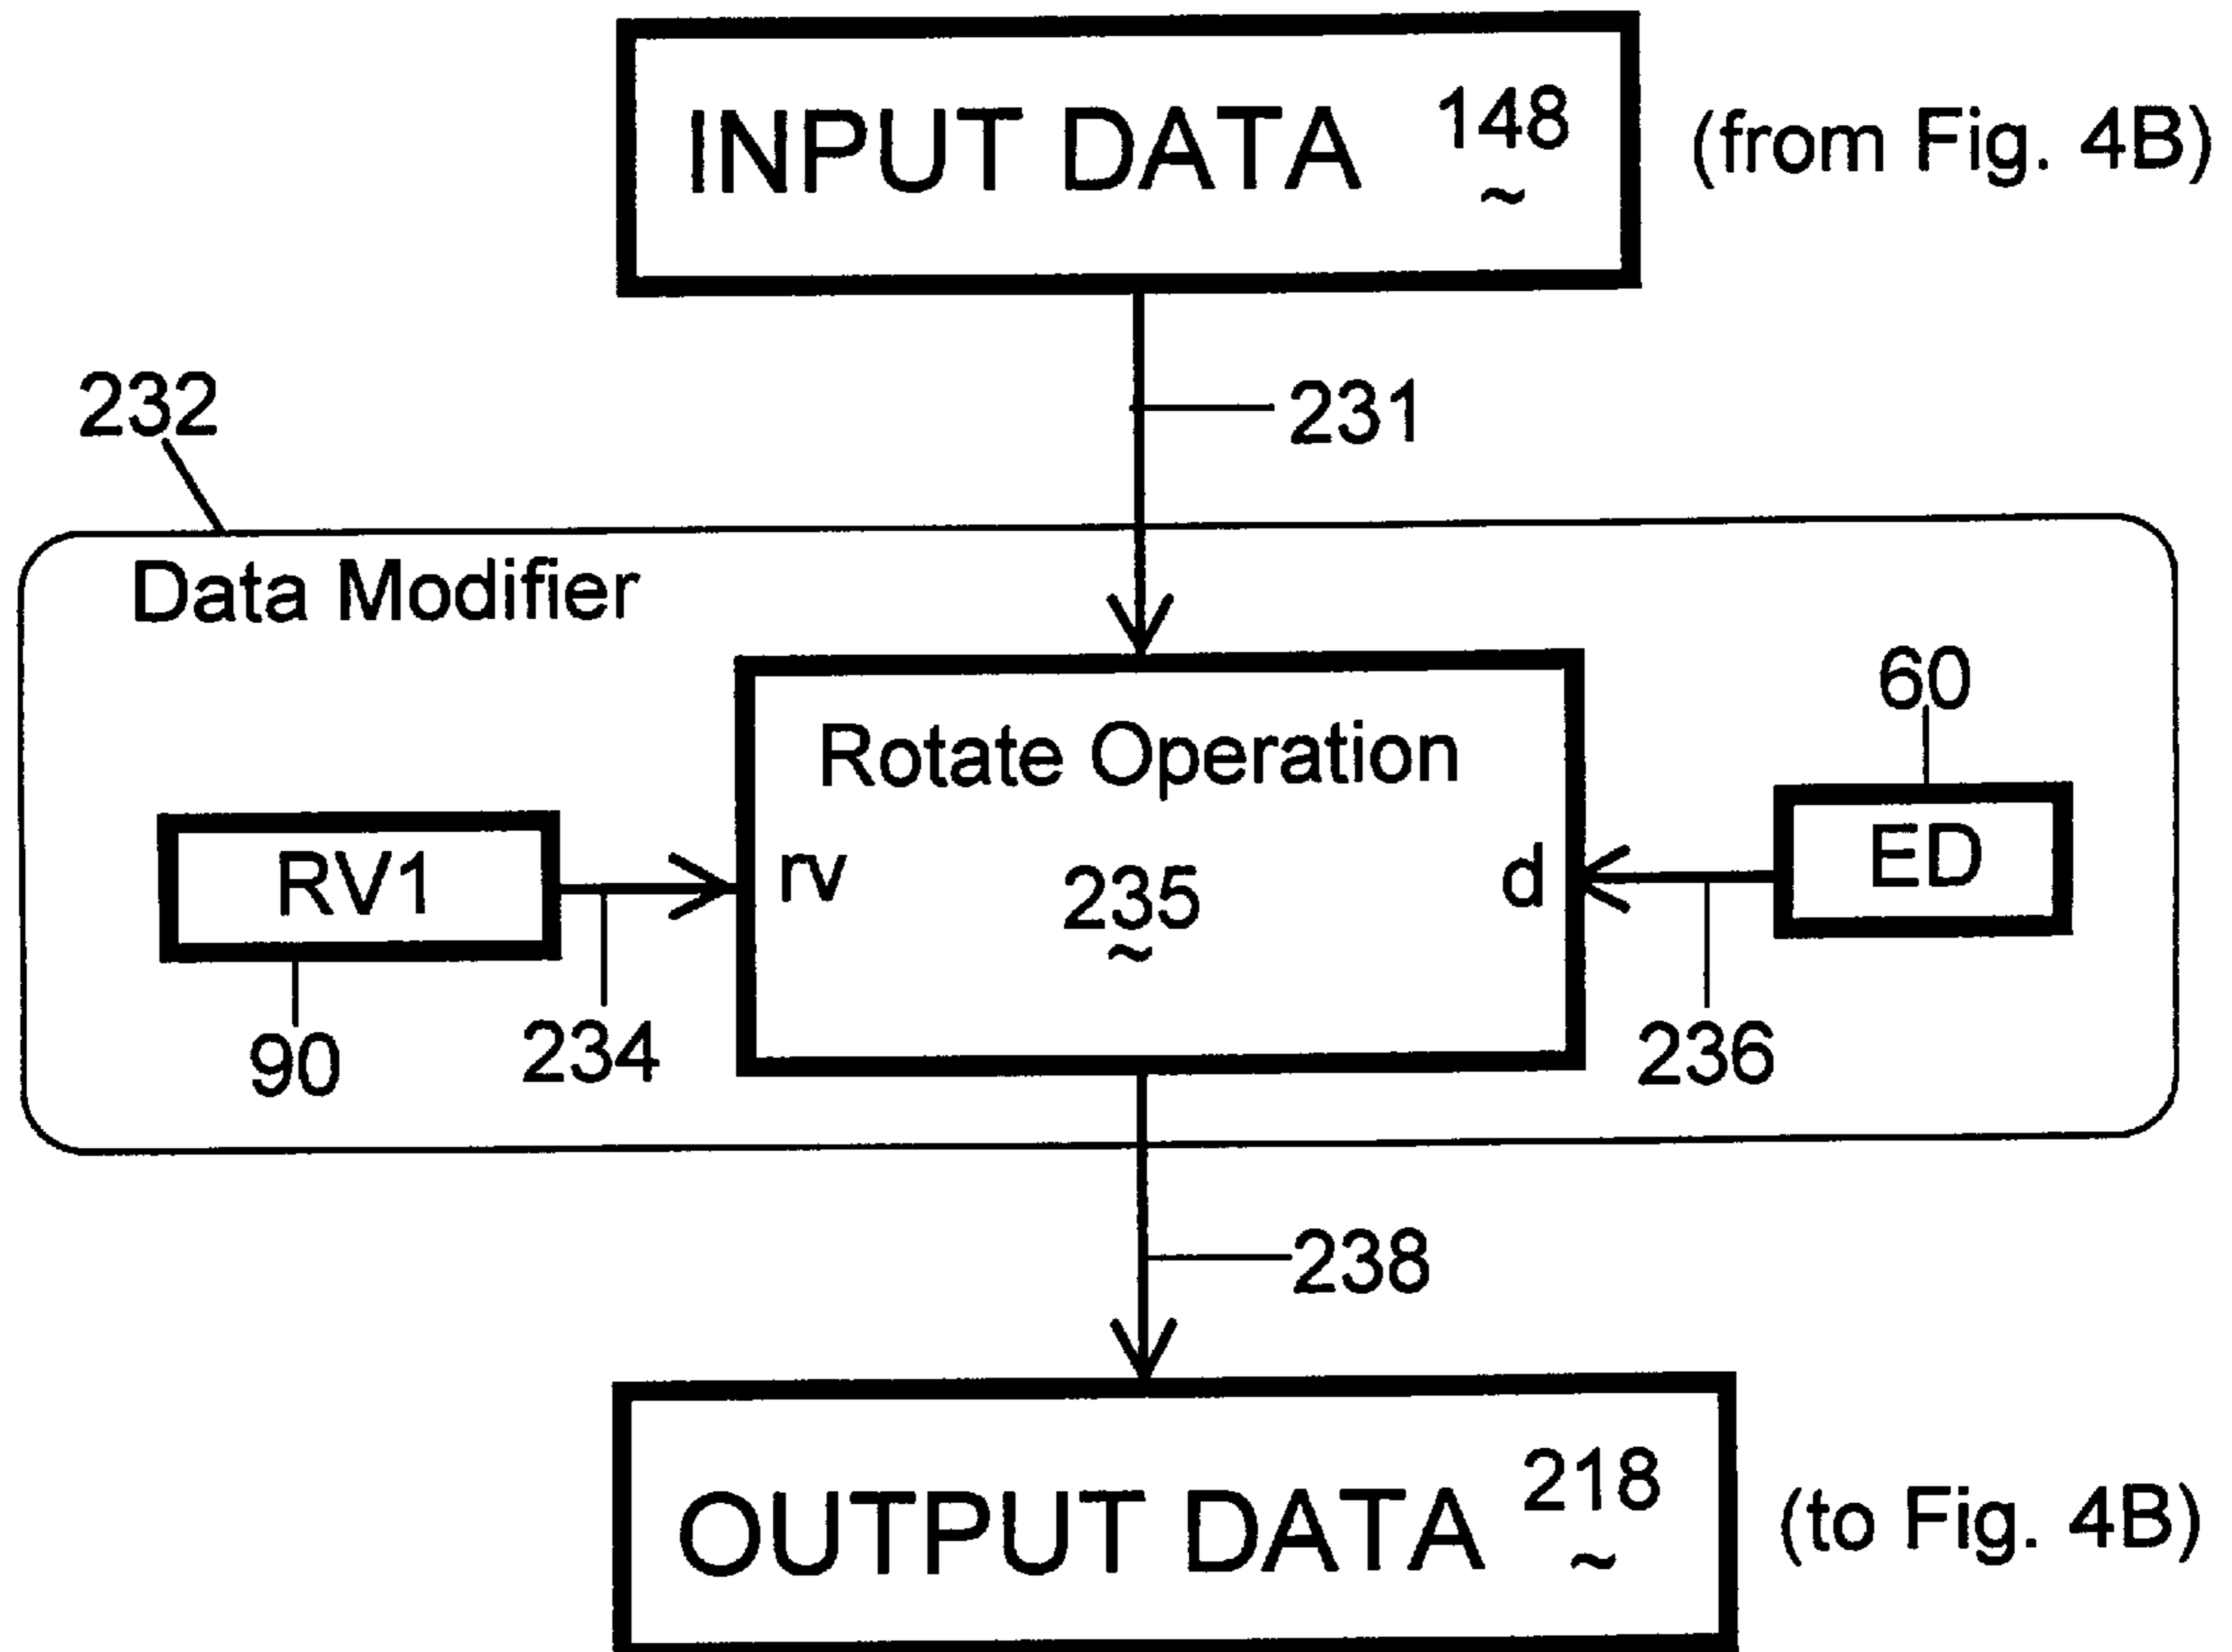 INPUT DATA 148
~
(from Fig. 4B)
232
231
Data Modifier
60
Rotate Operation
RV1
rv
235
~
d
ED
90
234
236
238
OUTPUT DATA 218
~
(to Fig. 4B)